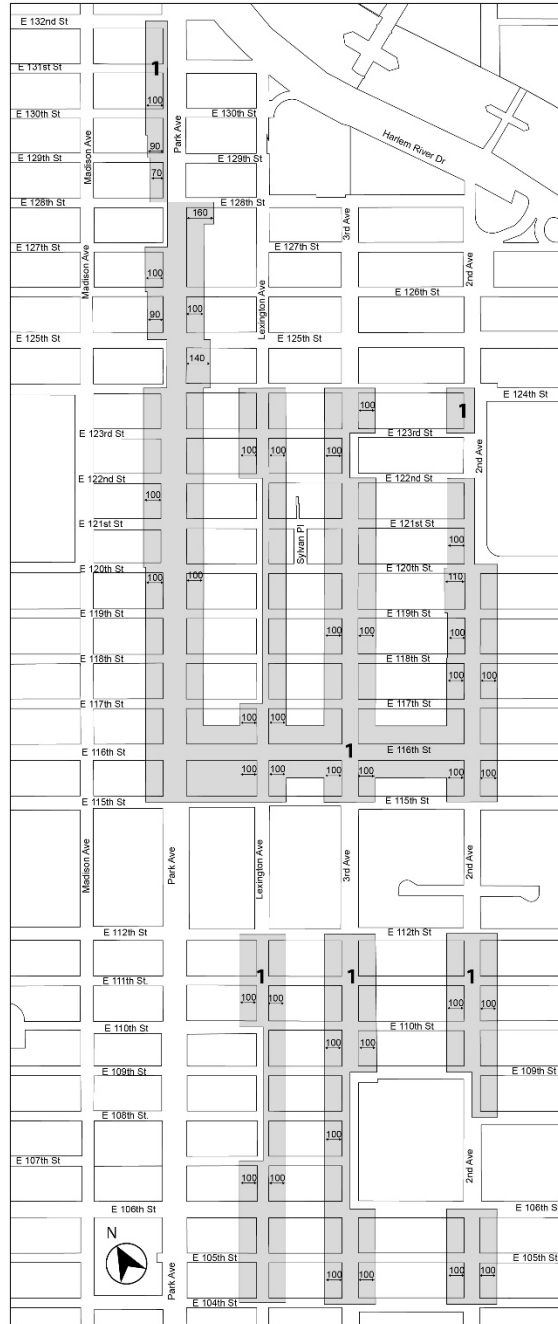 E 132nd St
E 131st St
1
100
E 130th St
E 130th St
Madison Ave
Park Ave
Harlem River Dr
90
E 129th St
E 129th St
70
E 128th St
E 128th St
160
3rd Ave
E 127th St
E 127th St
Madison Ave
2nd Ave
100
E 126th St
90
100
Lexington Ave
E 125th St
E 125th St
140
E 124th St
100
1
E 123rd St
E 123rd St
100
100
2nd Ave
E 122nd St
E 122nd St
100
E 121st St
E 121st St
Sylvan Pl
100
E 120th St
E 120th St.
100
100
110
E 119th St
E 119th St
100
100
100
E 118th St
E 118th St
100
100
E 117th St
E 117th St
100
100
E 116th St
1
E 116th St
100
100
100
100
100
100
E 115th St
E 115th St
Madison Ave
Park Ave
Lexington Ave
3rd Ave
2nd Ave
E 112th St
E 112th St
1
1
1
E 111th St.
100
100
100
100
E 110th St
E 110th St
100
100
E 109th St
E 109th St
E 108th St.
100
E 107th St
2nd Ave
100
100
E 106th St
E 106th St
N
E 105th St
E 105th St
Park Ave
100
100
100
100
100
E 104th St